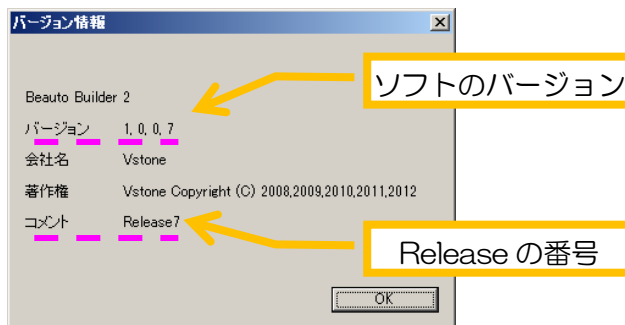 バージョン情報
ソフトのバージョン
Beauto Builder 2
バージョン 1, 0, 0, 7
会社名 Vstone
著作権 Vstone Copyright (C) 2008,2009,2010,2011,2012
コメント Release7
Release の番号
OK